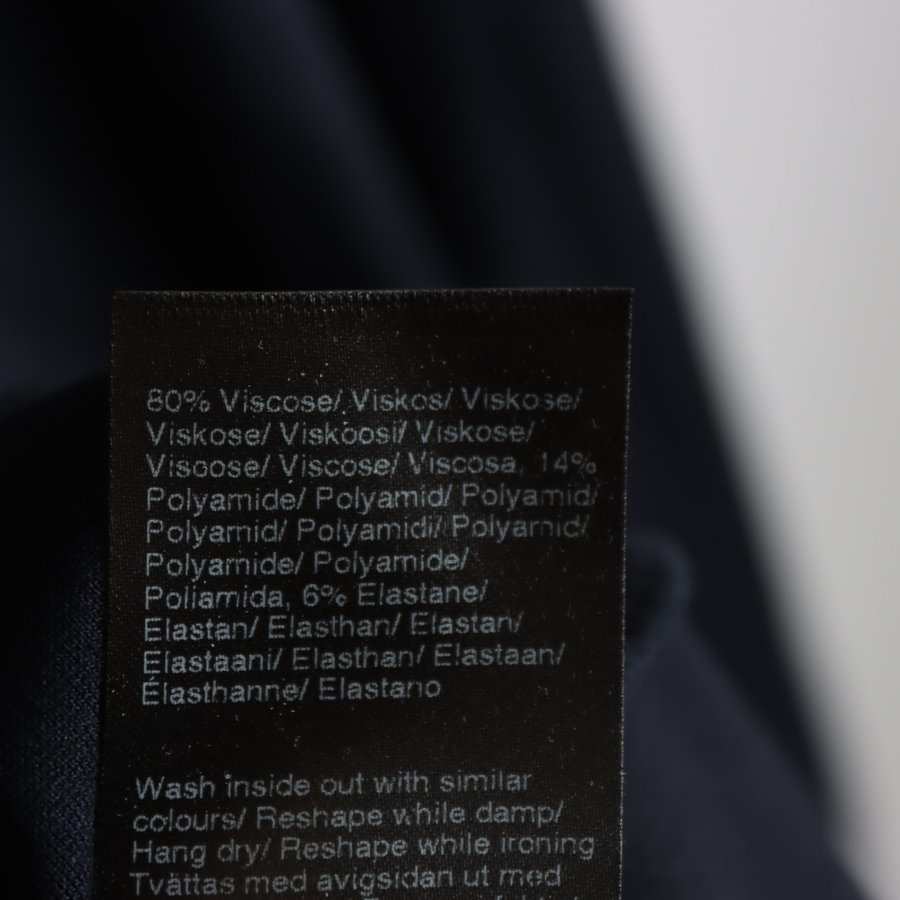 80% Viscose/ Viskos/ Viskose/
Viskose/ Viskoosi/ Viskose/
Viscose/ Viscose/ Viscosa, 14%
Polyamide/ Polyamid/ Polyamid/
Polyamid/ Polyamidi/ Polyamid/
Polyamide/ Polyamide/
Poliamida, 6% Elastane/
Elastan/ Elasthan/ Elastan/
Elastaani/ Elasthan/ Elastaan/
Élasthanne/ Elastano
Wash inside out with similar
colours/ Reshape while damp/
Hang dry/ Reshape while ironing
Tvättas med avigsidan ut med